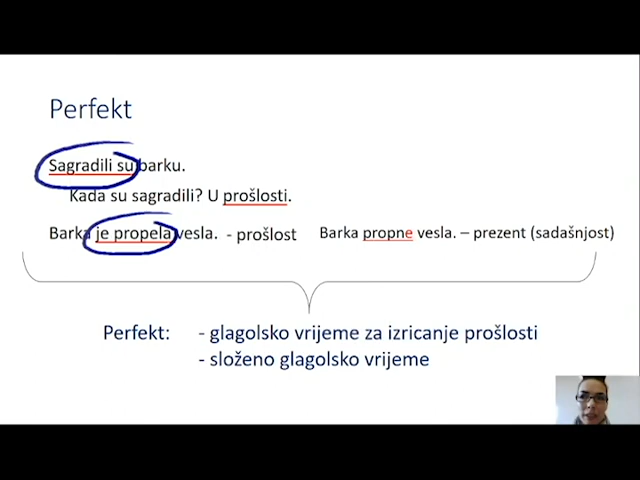 Perfekt
Sagradili su barku.
Kada su sagradili? U prošlosti.
Barka je propela vesla. - prošlost
Barka propne vesla. – prezent (sadašnjost)
Perfekt: - glagolsko vrijeme za izricanje prošlosti
- složeno glagolsko vrijeme